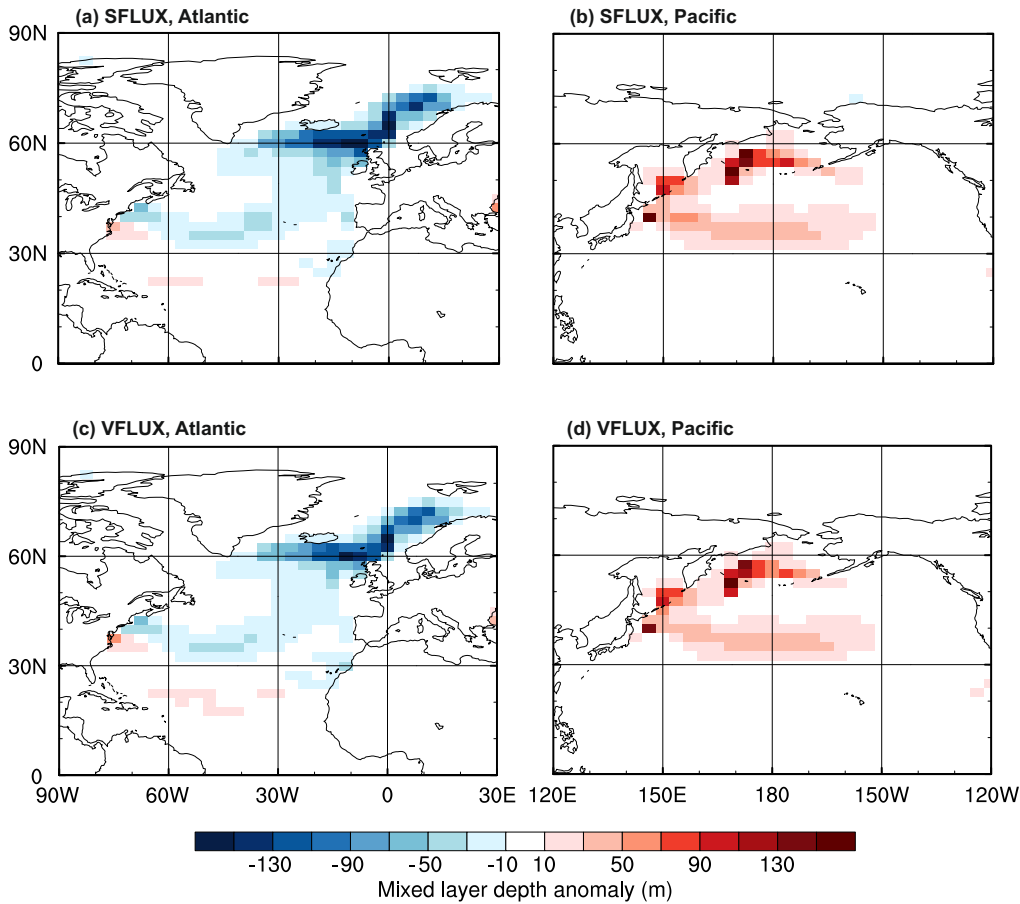 (a) SFLUX, Atlantic
(b) SFLUX, Pacific
90N
60N
30N
0
(c) VFLUX, Atlantic
(d) VFLUX, Pacific
90N
60N
30N
0
90W 60W 30W 0 30E
120E 150E 180 150W 120W
-130 -90 -50 -10 10 50 90 130
Mixed layer depth anomaly (m)